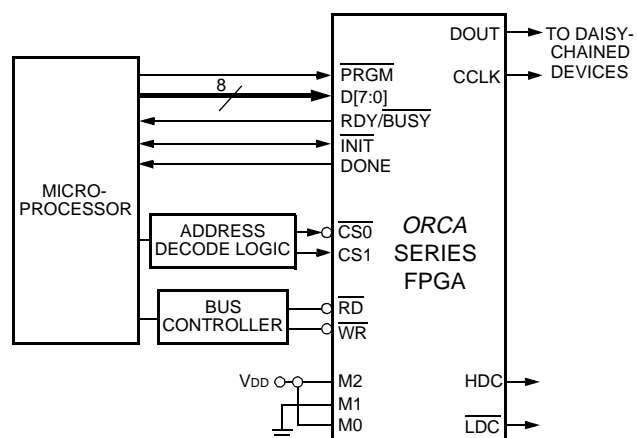 DOUT
TO DAISY-
CHAINED
DEVICES
CCLK
PRGM
8
D[7:0]
RDY/BUSY
INIT
DONE
MICRO-
PROCESSOR
ADDRESS
DECODE LOGIC
CS0
CS1
ORCA
SERIES
FPGA
BUS
CONTROLLER
RD
WR
VDD
M2
M1
M0
HDC
LDC